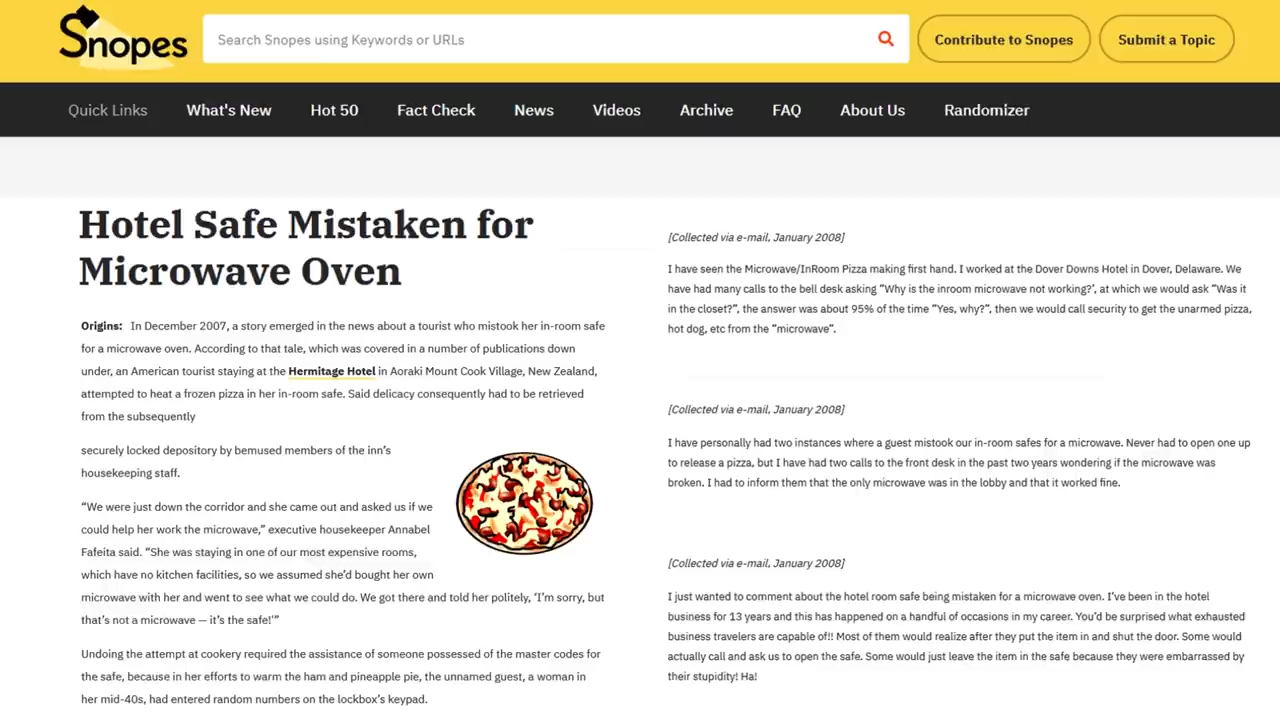 Snopes
Search Snopes using Keywords or URLs
Contribute to Snopes
Submit a Topic
Quick Links
What's New
Hot 50
Fact Check
News
Videos
Archive
FAQ
About Us
Randomizer
Hotel Safe Mistaken for
Microwave Oven
Origins: In December 2007, a story emerged in the news about a tourist who mistook her in-room safe
for a microwave oven. According to that tale, which was covered in a number of publications down
under, an American tourist staying at the Hermitage Hotel in Aoraki Mount Cook Village, New Zealand,
attempted to heat a frozen pizza in her in-room safe. Said delicacy consequently had to be retrieved
from the subsequently
securely locked depository by bemused members of the inn's
housekeeping staff.
“We were just down the corridor and she came out and asked us if we
could help her work the microwave,” executive housekeeper Annabel
Fafeita said. “She was staying in one of our most expensive rooms,
which have no kitchen facilities, so we assumed she'd bought her own
microwave with her and went to see what we could do. We got there and told her politely, ‘I'm sorry, but
that's not a microwave — it's the safe!’”
Undoing the attempt at cookery required the assistance of someone possessed of the master codes for
the safe, because in her efforts to warm the ham and pineapple pie, the unnamed guest, a woman in
her mid-40s, had entered random numbers on the lockbox's keypad.
[Collected via e-mail, January 2008]
I have seen the Microwave/InRoom Pizza making first hand. I worked at the Dover Downs Hotel in Dover, Delaware. We
have had many calls to the bell desk asking “Why is the inroom microwave not working?’, at which we would ask “Was it
in the closet?”, the answer was about 95% of the time “Yes, why?”, then we would call security to get the unarmed pizza,
hot dog, etc from the “microwave”.
[Collected via e-mail, January 2008]
I have personally had two instances where a guest mistook our in-room safes for a microwave. Never had to open one up
to release a pizza, but I have had two calls to the front desk in the past two years wondering if the microwave was
broken. I had to inform them that the only microwave was in the lobby and that it worked fine.
[Collected via e-mail, January 2008]
I just wanted to comment about the hotel room safe being mistaken for a microwave oven. I've been in the hotel
business for 13 years and this has happened on a handful of occasions in my career. You'd be surprised what exhausted
business travelers are capable of!! Most of them would realize after they put the item in and shut the door. Some would
actually call and ask us to open the safe. Some would just leave the item in the safe because they were embarrassed by
their stupidity! Ha!